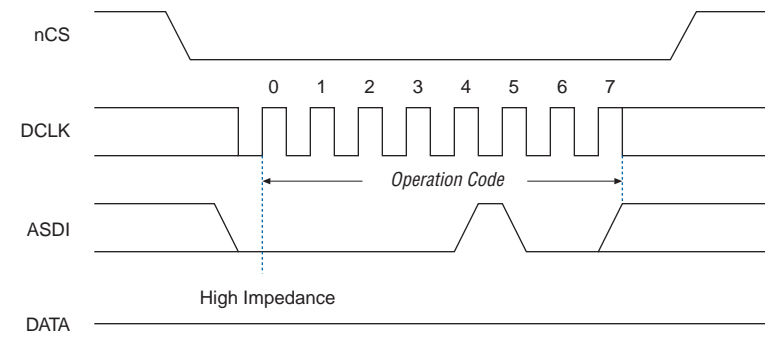 nCS
0 1 2 3 4 5 6 7
DCLK
Operation Code
ASDI
High Impedance
DATA